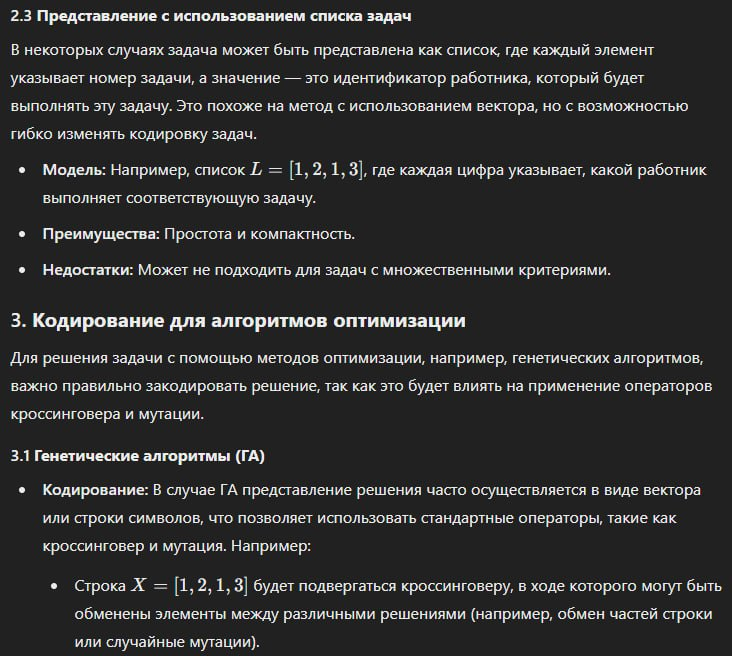 2.3 Представление с использованием списка задач
В некоторых случаях задача может быть представлена как список, где каждый элемент
указывает номер задачи, а значение — это идентификатор работника, который будет
выполнять эту задачу. Это похоже на метод с использованием вектора, но с возможностью
гибко изменять кодировку задач.
• Модель: Например, список L = [1, 2, 1, 3], где каждая цифра указывает, какой работник
выполняет соответствующую задачу.
• Преимущества: Простота и компактность.
• Недостатки: Может не подходить для задач с множественными критериями.
3. Кодирование для алгоритмов оптимизации
Для решения задачи с помощью методов оптимизации, например, генетических алгоритмов,
важно правильно закодировать решение, так как это будет влиять на применение операторов
кроссинговера и мутации.
3.1 Генетические алгоритмы (ГА)
• Кодирование: В случае ГА представление решения часто осуществляется в виде вектора
или строки символов, что позволяет использовать стандартные операторы, такие как
кроссинговер и мутация. Например:
• Строка X = [1, 2, 1, 3] будет подвергаться кроссинговеру, в ходе которого могут быть
обменены элементы между различными решениями (например, обмен частей строки
или случайные мутации).